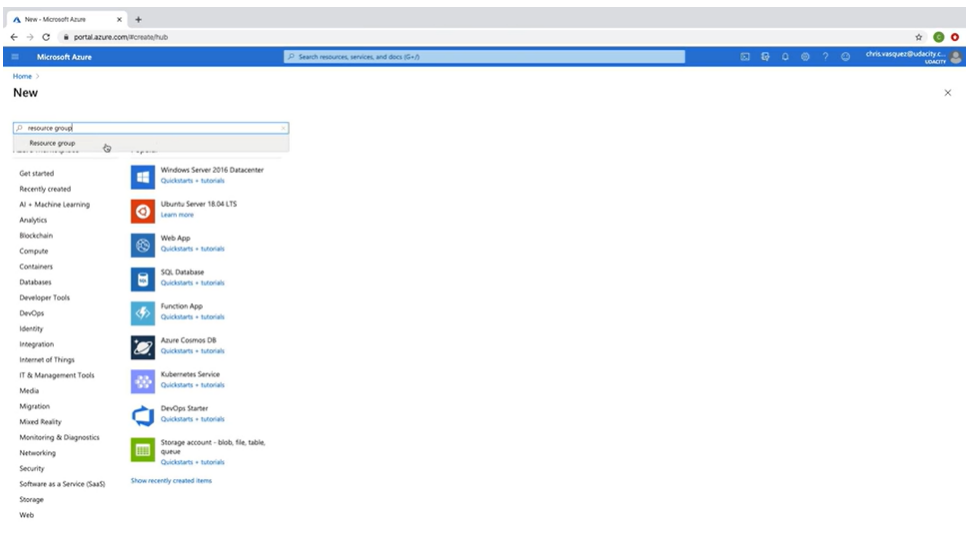 New - Microsoft Azure
portal.azure.com/#create/hub
Microsoft Azure
Search resources, services, and docs (G+/)
chris.vasquez@udacity.c...
UDACITY
Home
New
resource group
Resource group
Get started
Recently created
AI + Machine Learning
Analytics
Blockchain
Compute
Containers
Databases
Developer Tools
DevOps
Identity
Integration
Internet of Things
IT & Management Tools
Media
Migration
Mixed Reality
Monitoring & Diagnostics
Networking
Security
Software as a Service (SaaS)
Storage
Web
Windows Server 2016 Datacenter
Quickstarts + tutorials
Ubuntu Server 18.04 LTS
Learn more
Web App
Quickstarts + tutorials
SQL Database
Quickstarts + tutorials
Function App
Quickstarts + tutorials
Azure Cosmos DB
Quickstarts + tutorials
Kubernetes Service
Quickstarts + tutorials
DevOps Starter
Quickstarts + tutorials
Storage account - blob, file, table,
queue
Quickstarts + tutorials
Show recently created items